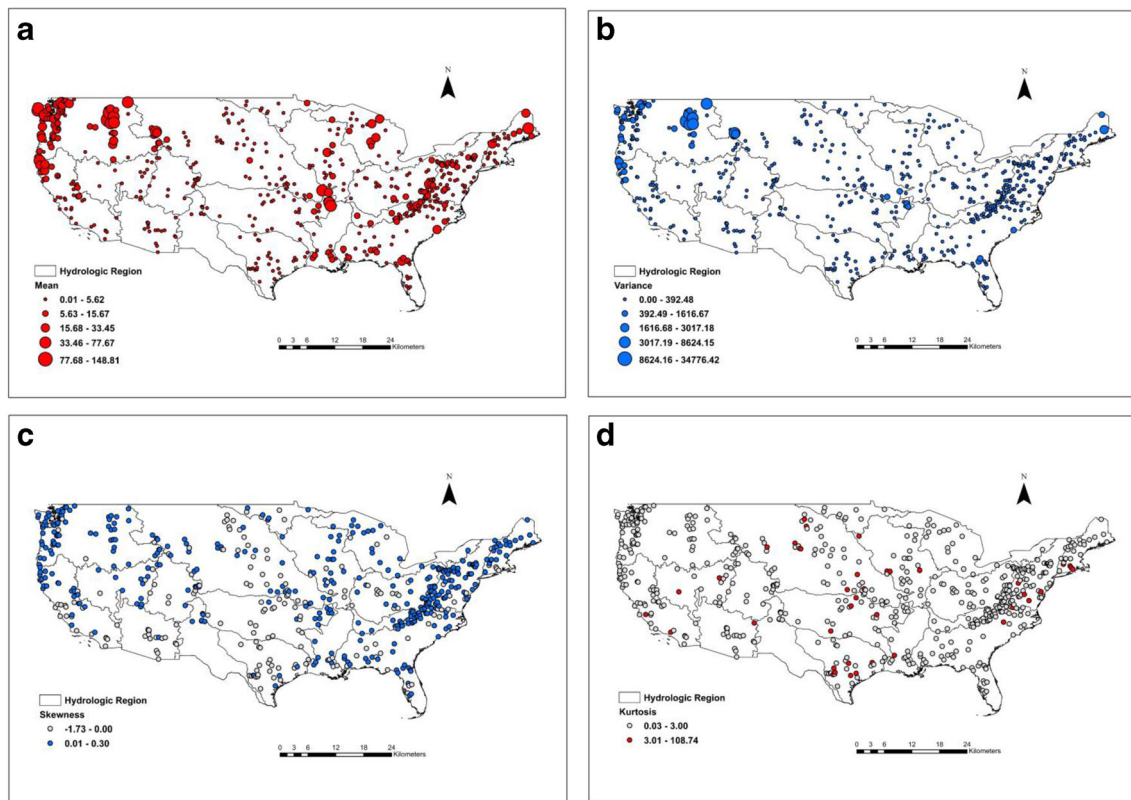 a
N
Hydrologic Region
Mean
0.01 - 5.62
5.63 - 15.67
15.68 - 33.45
33.46 - 77.67
77.68 - 148.81
0 3 6 12 18 24
Kilometers
b
N
Hydrologic Region
Variance
0.00 - 392.48
392.49 - 1616.67
1616.68 - 3017.18
3017.19 - 8624.15
8624.16 - 34776.42
0 3 6 12 18 24
Kilometers
c
N
Hydrologic Region
Skewness
-1.73 - 0.00
0.01 - 0.30
0 3 6 12 18 24
Kilometers
d
N
Hydrologic Region
Kurtosis
0.03 - 3.00
3.01 - 108.74
0 3 6 12 18 24
Kilometers